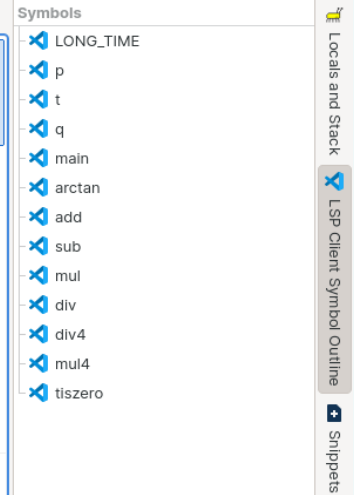 Symbols
LONG_TIME
p
t
q
main
arctan
add
sub
mul
div
div4
mul4
tiszero
Locals and Stack
LSP Client Symbol Outline
Snippets